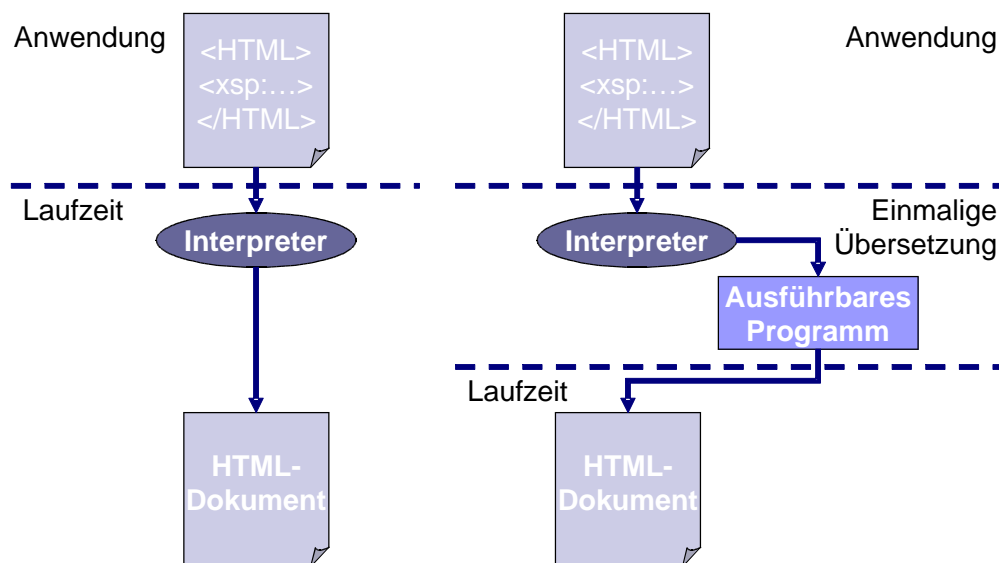 Anwendung
<HTML>
<xsp:…>
</HTML>
Laufzeit
Interpreter
HTML-
Dokument
Anwendung
<HTML>
<xsp:…>
</HTML>
Einmalige
Übersetzung
Interpreter
Ausführbares
Programm
Laufzeit
HTML-
Dokument